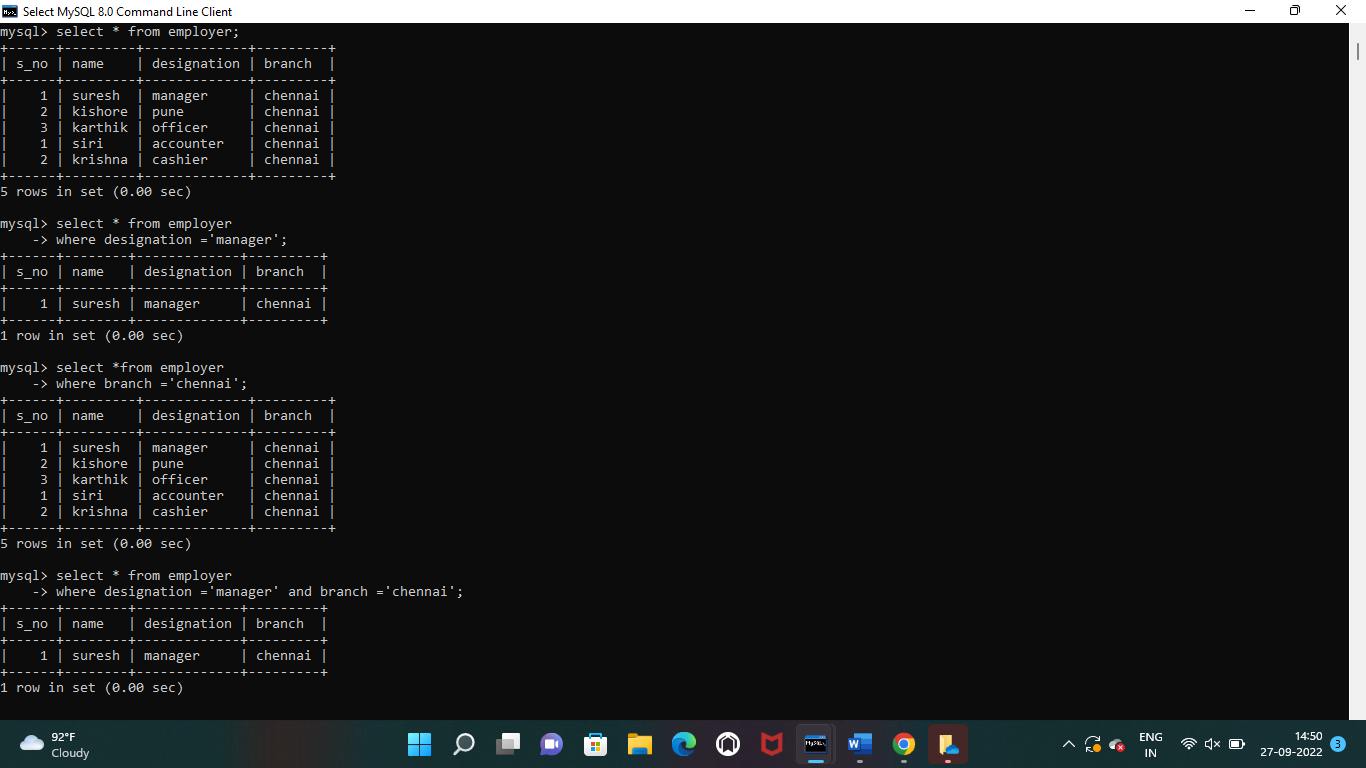 Select MySQL 8.0 Command Line Client
mysql> select * from employer;
+------+---------+-------------+---------+
| s_no | name    | designation | branch  |
+------+---------+-------------+---------+
|    1 | suresh  | manager     | chennai |
|    2 | kishore | pune        | chennai |
|    3 | karthik | officer     | chennai |
|    1 | siri    | accounter   | chennai |
|    2 | krishna | cashier     | chennai |
+------+---------+-------------+---------+
5 rows in set (0.00 sec)
mysql> select * from employer
    -> where designation ='manager';
+------+--------+-------------+---------+
| s_no | name   | designation | branch  |
+------+--------+-------------+---------+
|    1 | suresh | manager     | chennai |
+------+--------+-------------+---------+
1 row in set (0.00 sec)
mysql> select *from employer
    -> where branch ='chennai';
+------+---------+-------------+---------+
| s_no | name    | designation | branch  |
+------+---------+-------------+---------+
|    1 | suresh  | manager     | chennai |
|    2 | kishore | pune        | chennai |
|    3 | karthik | officer     | chennai |
|    1 | siri    | accounter   | chennai |
|    2 | krishna | cashier     | chennai |
+------+---------+-------------+---------+
5 rows in set (0.00 sec)
mysql> select * from employer
    -> where designation ='manager' and branch ='chennai';
+------+--------+-------------+---------+
| s_no | name   | designation | branch  |
+------+--------+-------------+---------+
|    1 | suresh | manager     | chennai |
+------+--------+-------------+---------+
1 row in set (0.00 sec)
92°F
Cloudy
ENG
IN
14:50
27-09-2022
3